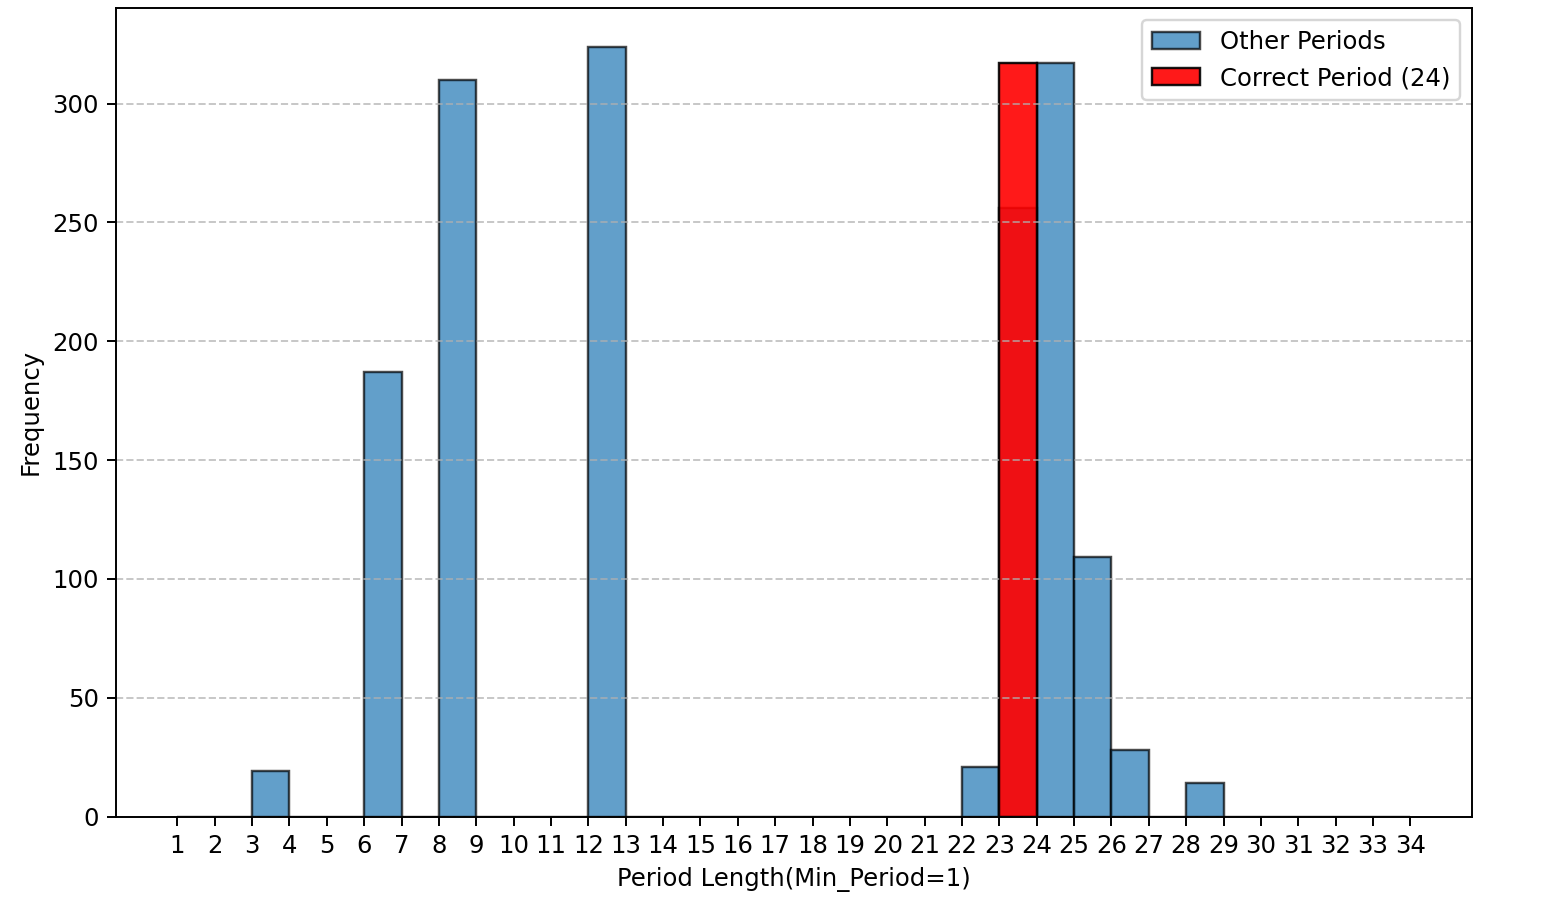 Other Periods
Correct Period (24)
Frequency
300
250
200
150
100
50
0
1 2 3 4 5 6 7 8 9 10 11 12 13 14 15 16 17 18 19 20 21 22 23 24 25 26 27 28 29 30 31 32 33 34
Period Length(Min_Period=1)